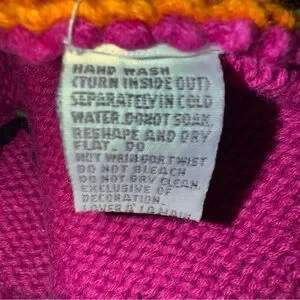 HAND WASH
(TURN INSIDE OUT)
SEPARATELY IN COLD
WATER. DO NOT SOAK
RESHAPE AND DRY
FLAT. DO
NOT WRING OR TWIST
DO NOT BLEACH
DO NOT DRY CLEAN.
EXCLUSIVE OF
DECORATION.